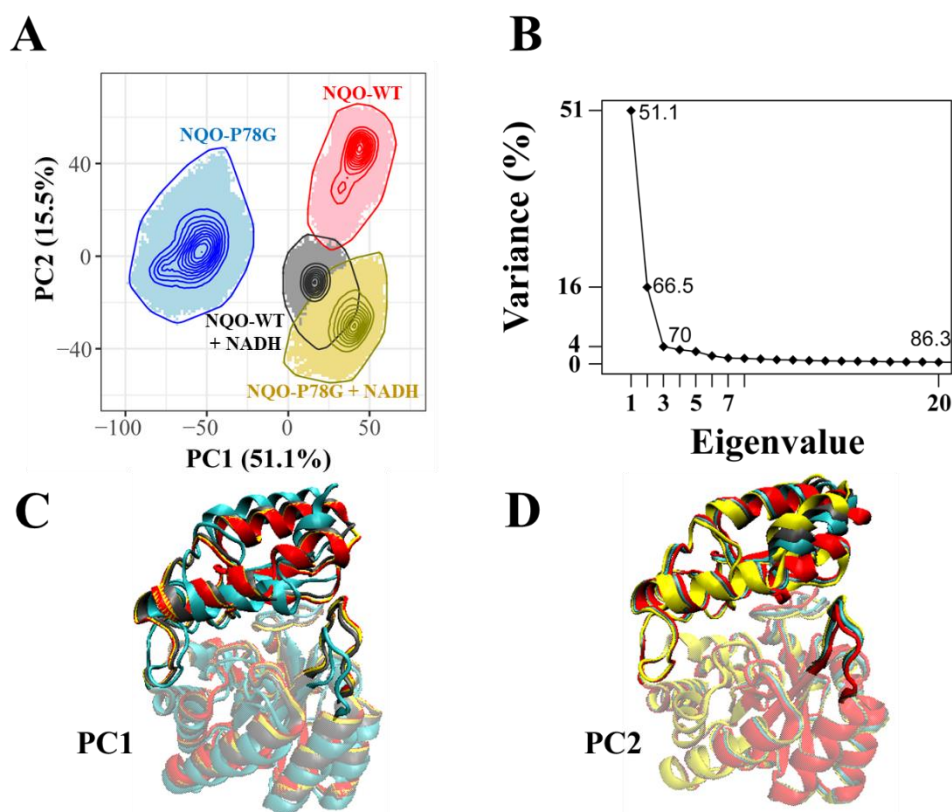 A
PC2 (15.5%)
40
0
−40
NQO-P78G
NQO-WT
NQO-WT
+ NADH
NQO-P78G + NADH
−100
−50
0
50
PC1 (51.1%)
B
Variance (%)
51
16
4
0
51.1
66.5
70
86.3
1
3
5
7
20
Eigenvalue
C
PC1
D
PC2